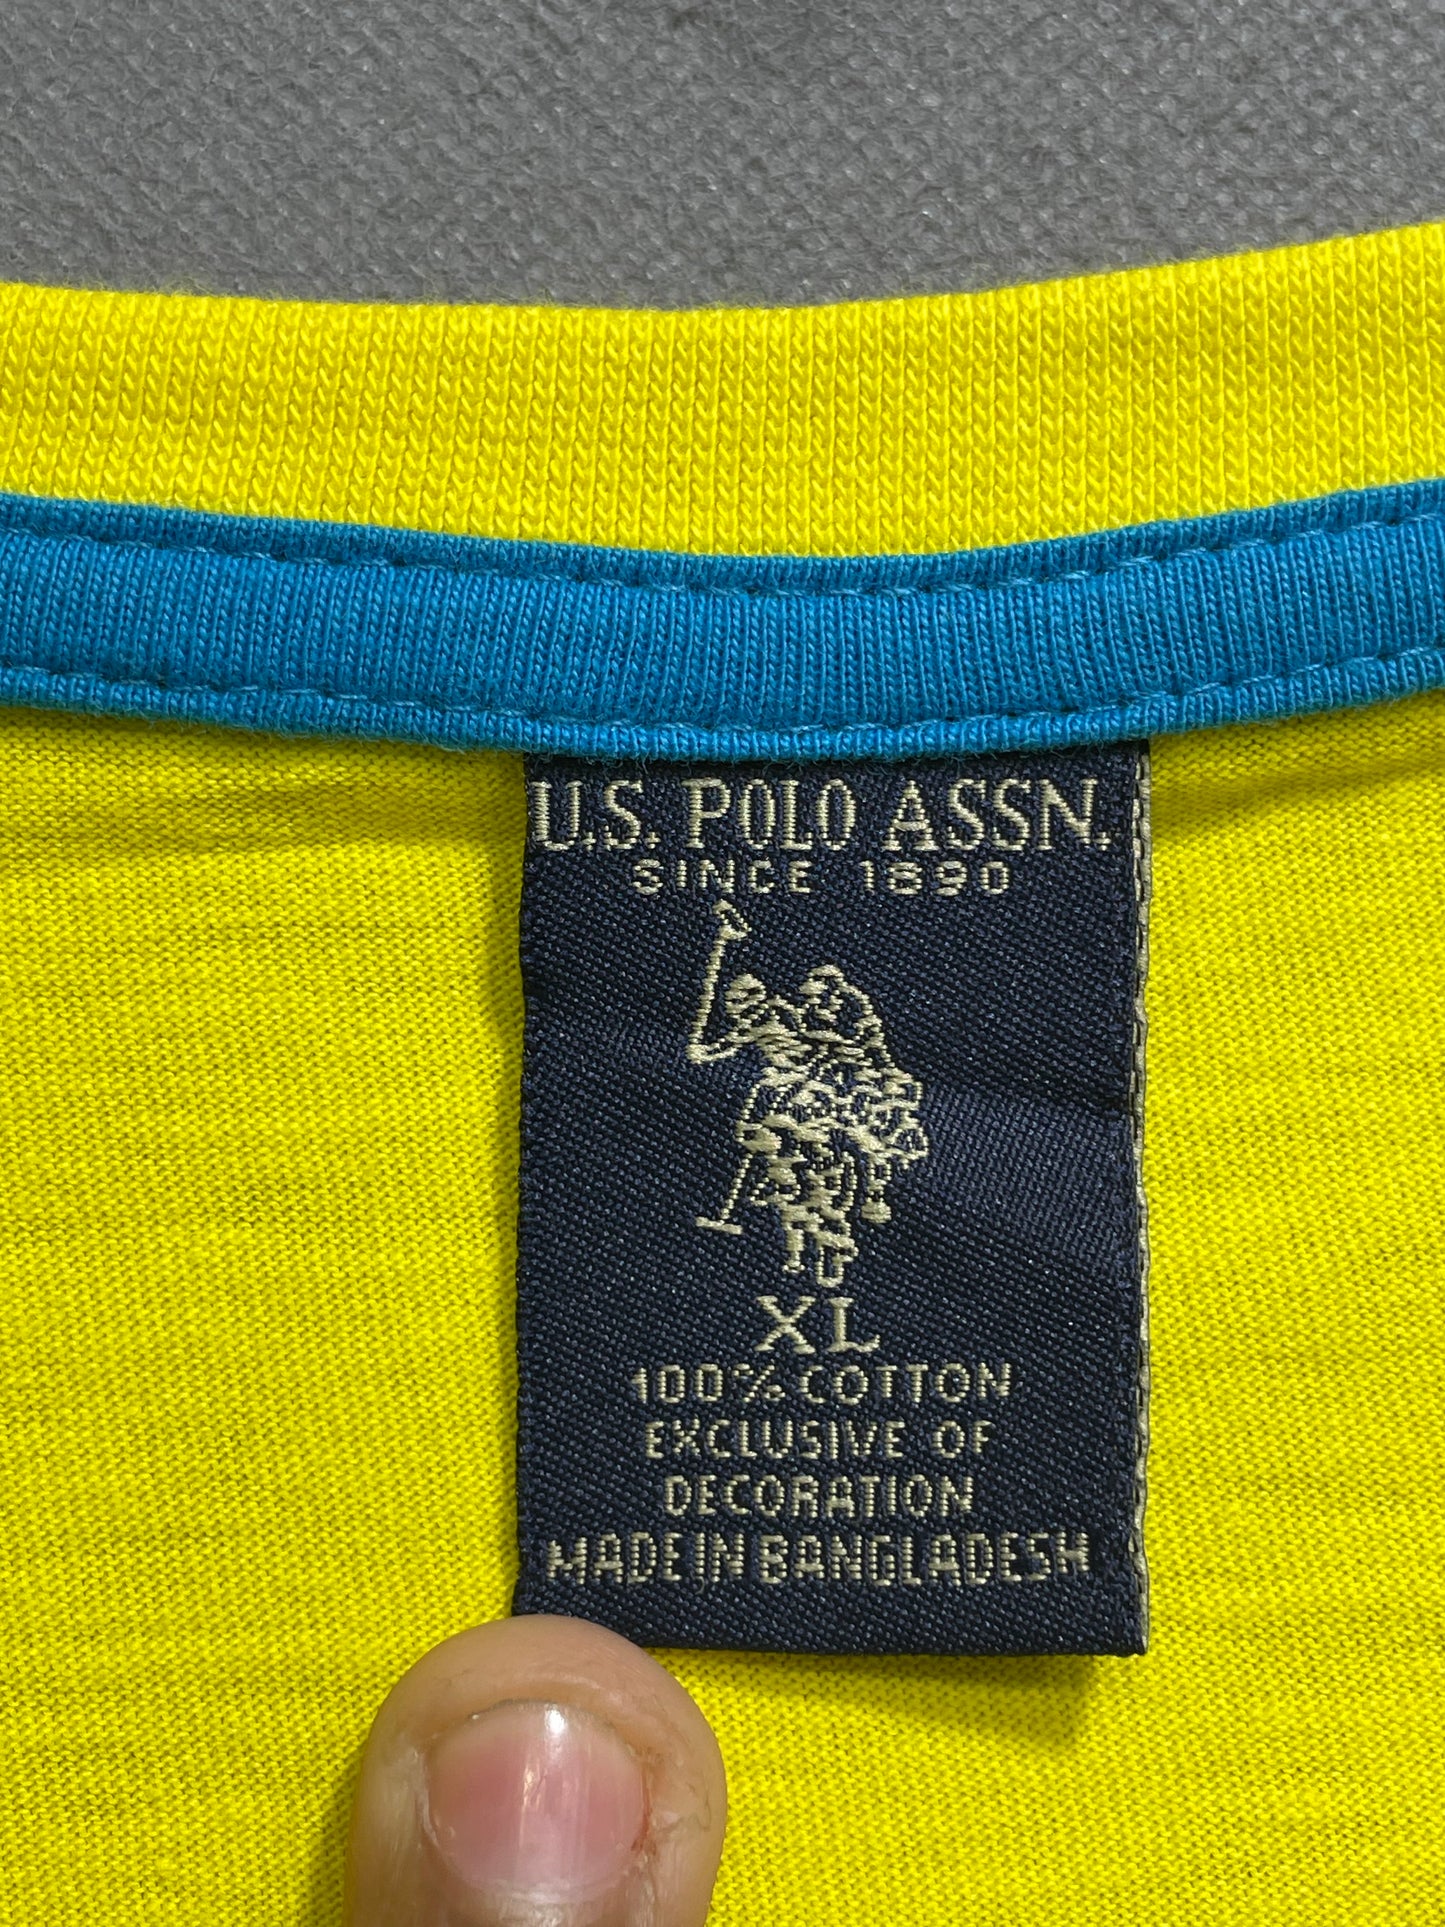 U.S. POLO ASSN.
SINCE 1890
XL
100% COTTON
EXCLUSIVE OF
DECORATION
MADE IN BANGLADESH